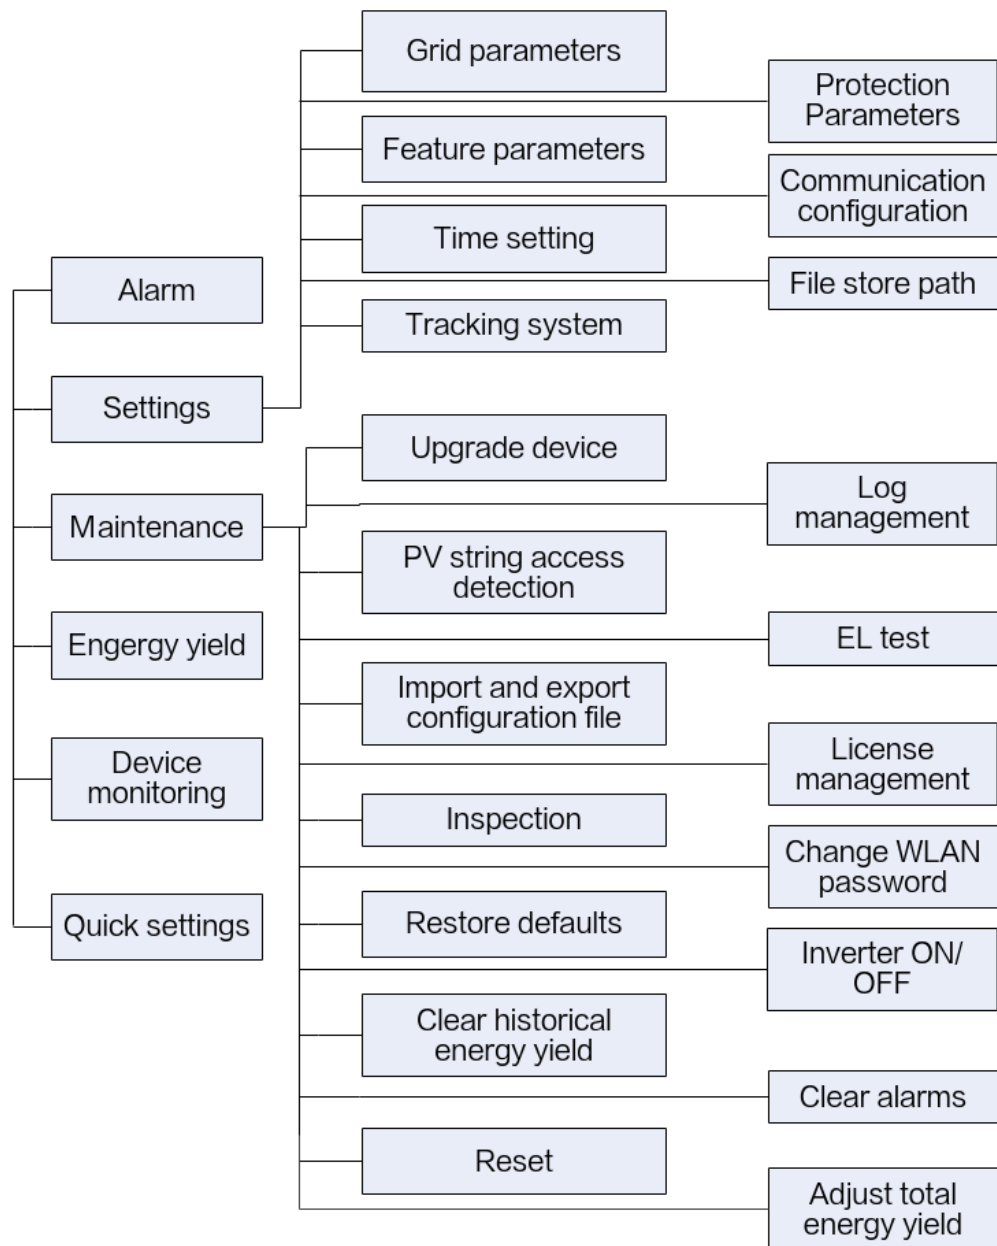 Grid parameters
Protection
Parameters
Feature parameters
Communication
configuration
Time setting
File store path
Tracking system
Alarm
Settings
Maintenance
Engergy yield
Device
monitoring
Quick settings
Upgrade device
Log
management
PV string access
detection
EL test
Import and export
configuration file
License
management
Inspection
Change WLAN
password
Restore defaults
Inverter ON/
OFF
Clear historical
energy yield
Clear alarms
Reset
Adjust total
energy yield